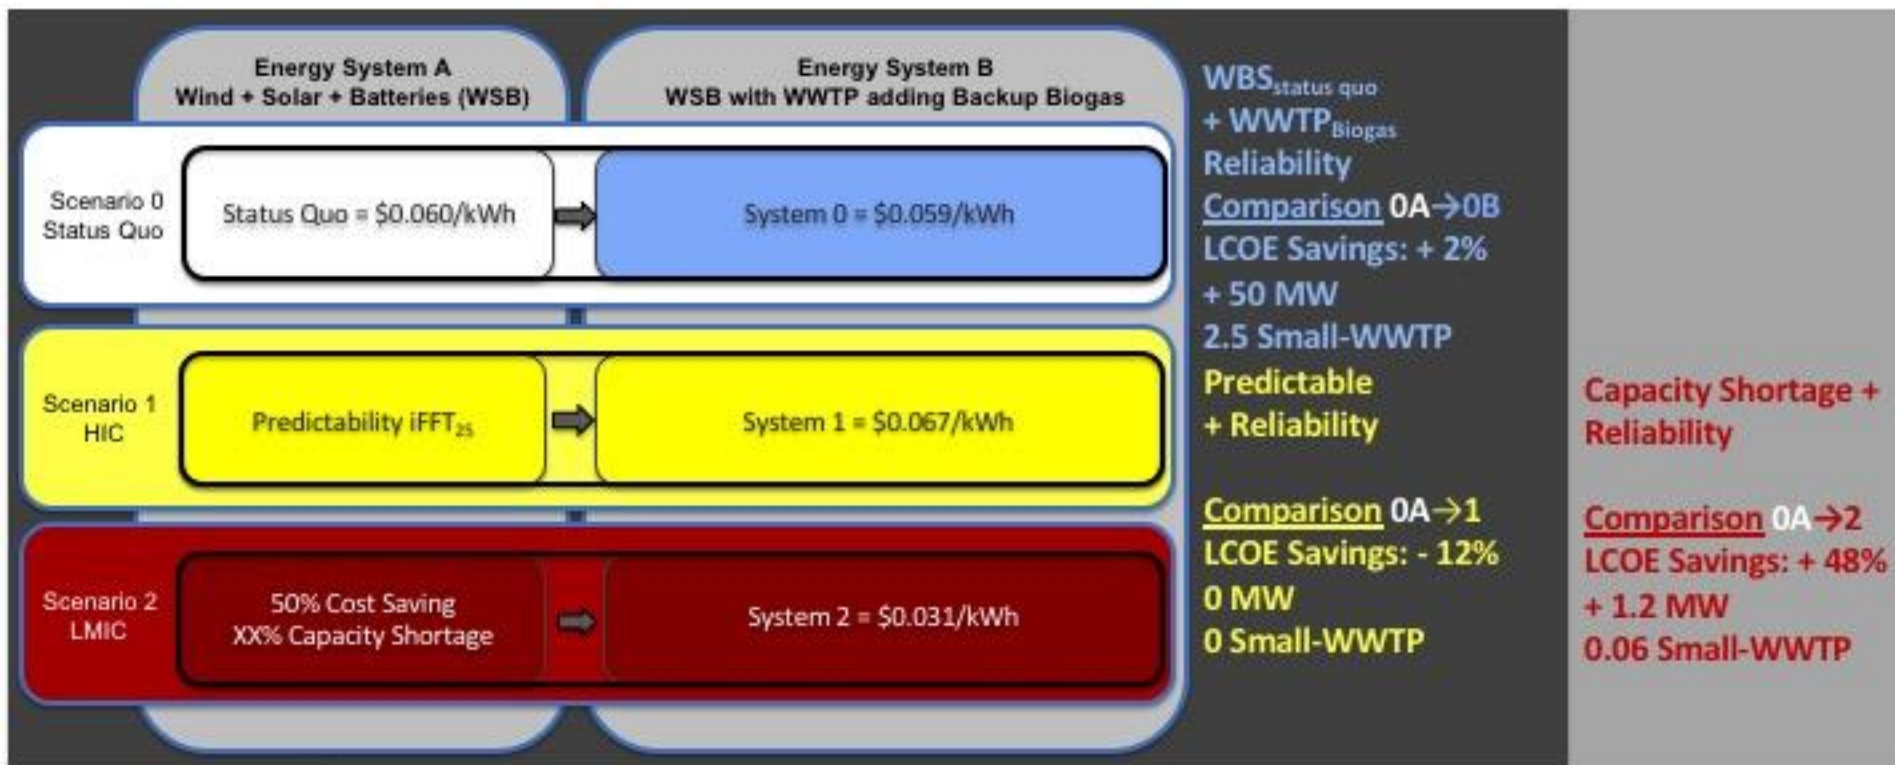 Energy System A
Wind + Solar + Batteries (WSB)
Energy System B
WSB with WWTP adding Backup Biogas
Scenario 0
Status Quo
Status Quo = $0.060/kWh
System 0 = $0.059/kWh
Scenario 1
HIC
Predictability iFFT25
System 1 = $0.067/kWh
Scenario 2
LMIC
50% Cost Saving
XX% Capacity Shortage
System 2 = $0.031/kWh
WBSstatus quo
+ WWTPBiogas
Reliability
Comparison 0A→0B
LCOE Savings: + 2%
+ 50 MW
2.5 Small-WWTP
Predictable
+ Reliability
Comparison 0A→1
LCOE Savings: - 12%
0 MW
0 Small-WWTP
Capacity Shortage +
Reliability
Comparison 0A→2
LCOE Savings: + 48%
+ 1.2 MW
0.06 Small-WWTP